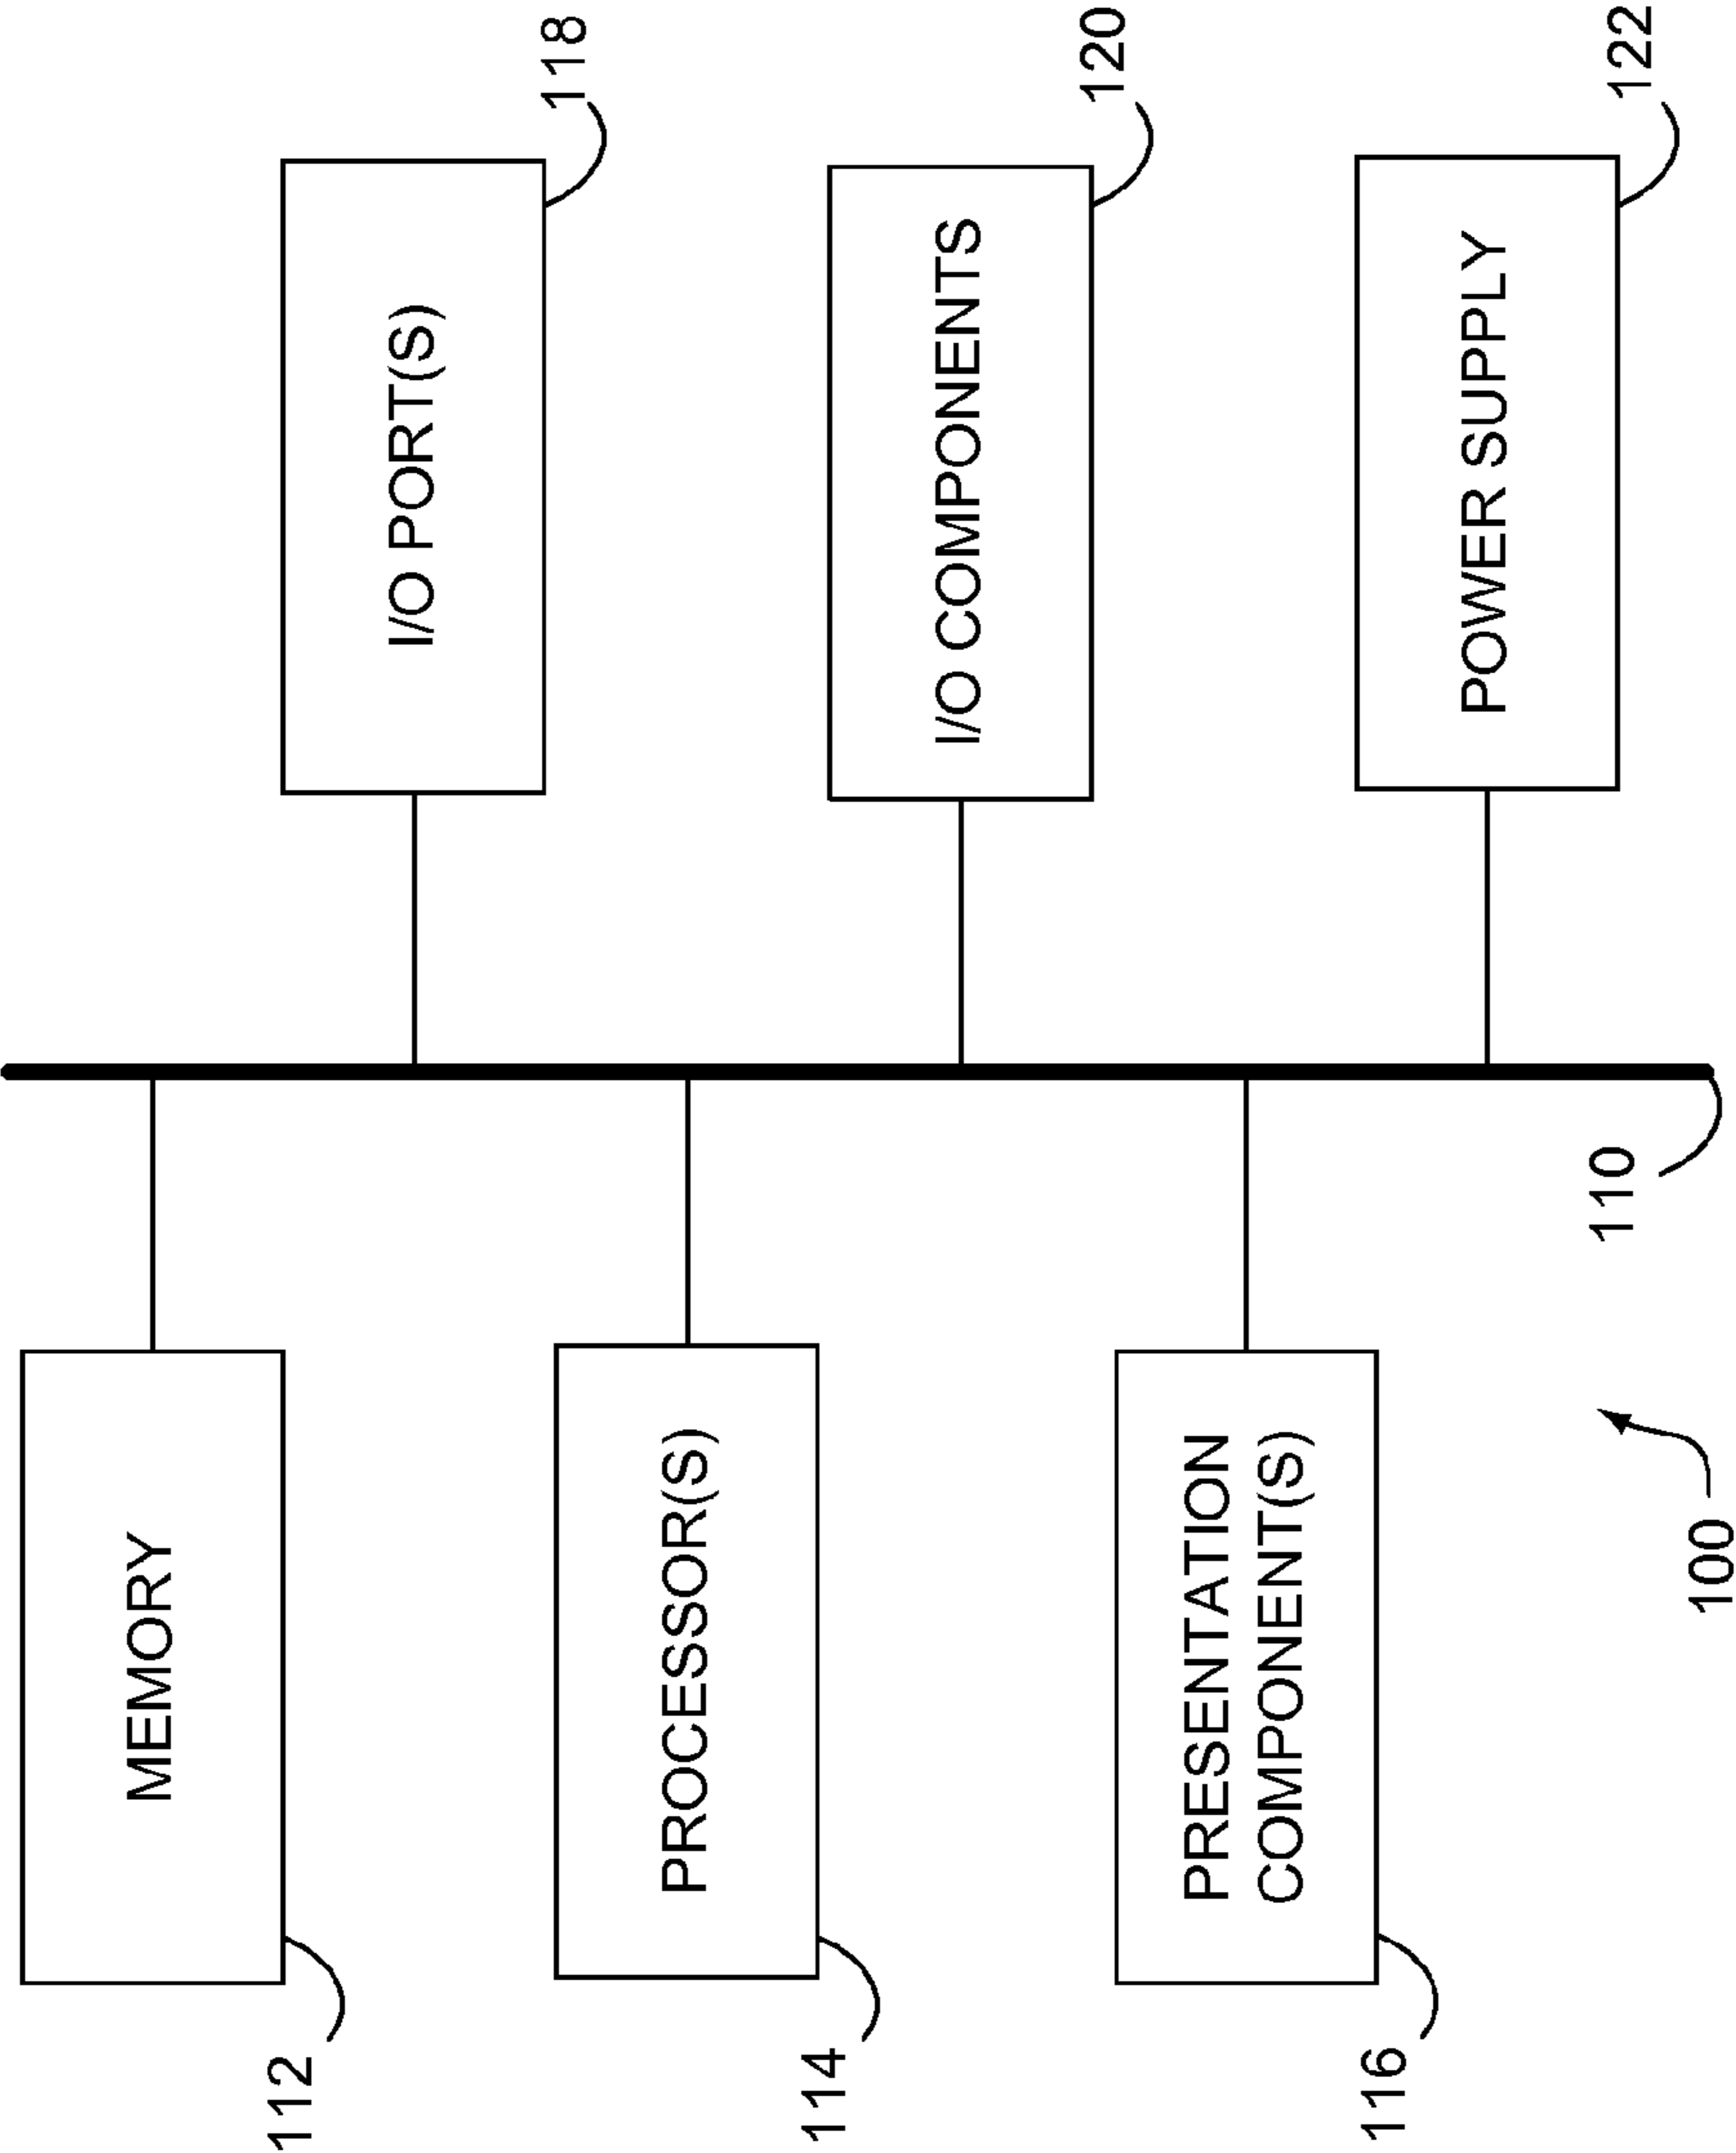 MEMORY
112
I/O PORT(S)
118
PROCESSOR(S)
114
I/O COMPONENTS
120
PRESENTATION
COMPONENT(S)
116
POWER SUPPLY
122
110
100